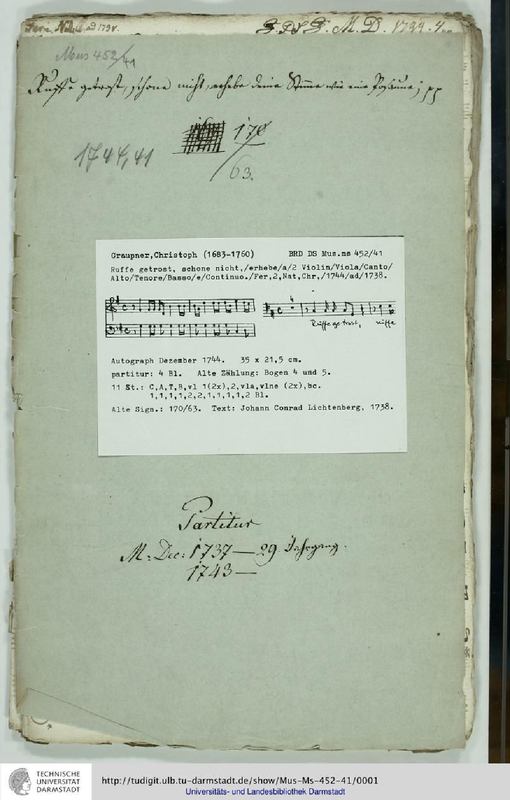 G. D. S. G. M. D. 1744.
Mus 452/41
Ruffe getrost, schone nicht, erhebe deine Stimme wie eine Posaune; pp
170
1744,41
63.
Graupner,Christoph (1683-1760) BRD DS Mus.ms 452/41
Ruffe getrost, schone nicht,/erhebe/a/2 Violin/Viola/Canto/
Alto/Tenore/Basso/e/Continuo./Fer.2,Nat,Chr,/1744/ad/1738.
Ruffe getrost, ruffe
Autograph Dezember 1744. 35 x 21,5 cm.
partitur: 4 Bl. Alte Zählung: Bogen 4 und 5.
11 St.: C,A,T,B,vl 1(2x),2,vla,vlne (2x),bc.
1,1,1,1,2,2,1,1,1,1,2 Bl.
Alte Sign.: 170/63. Text: Johann Conrad Lichtenberg, 1738.
Partitur
M. Dec: 1737 — 29 Jahrgang.
1743 —
TECHNISCHE
UNIVERSITÄT
DARMSTADT
http://tudigit.ulb.tu-darmstadt.de/show/Mus-Ms-452-41/0001
Universitäts- und Landesbibliothek Darmstadt